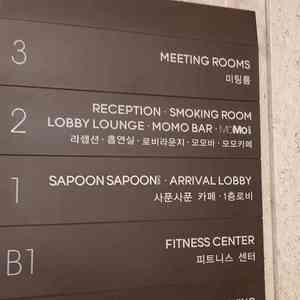 3
MEETING ROOMS
미팅룸
2
RECEPTION · SMOKING ROOM
LOBBY LOUNGE · MOMO BAR · MOMO
라셉션 · 흡연실 · 로비라운지 · 모모바 · 모모카페
1
SAPOON SAPOON · ARRIVAL LOBBY
사푼사푼 카페 · 1층로비
B1
FITNESS CENTER
피트니스 센터